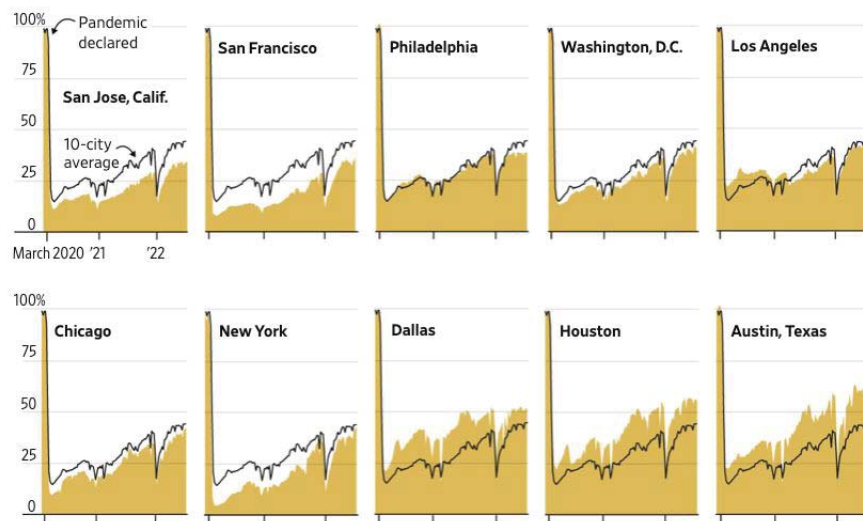 100%
Pandemic
declared
San Francisco
Philadelphia
Washington, D.C.
Los Angeles
75
San Jose, Calif.
50
10-city
average
25
0
March 2020 '21 '22
100%
Chicago
New York
Dallas
Houston
Austin, Texas
75
50
25
0